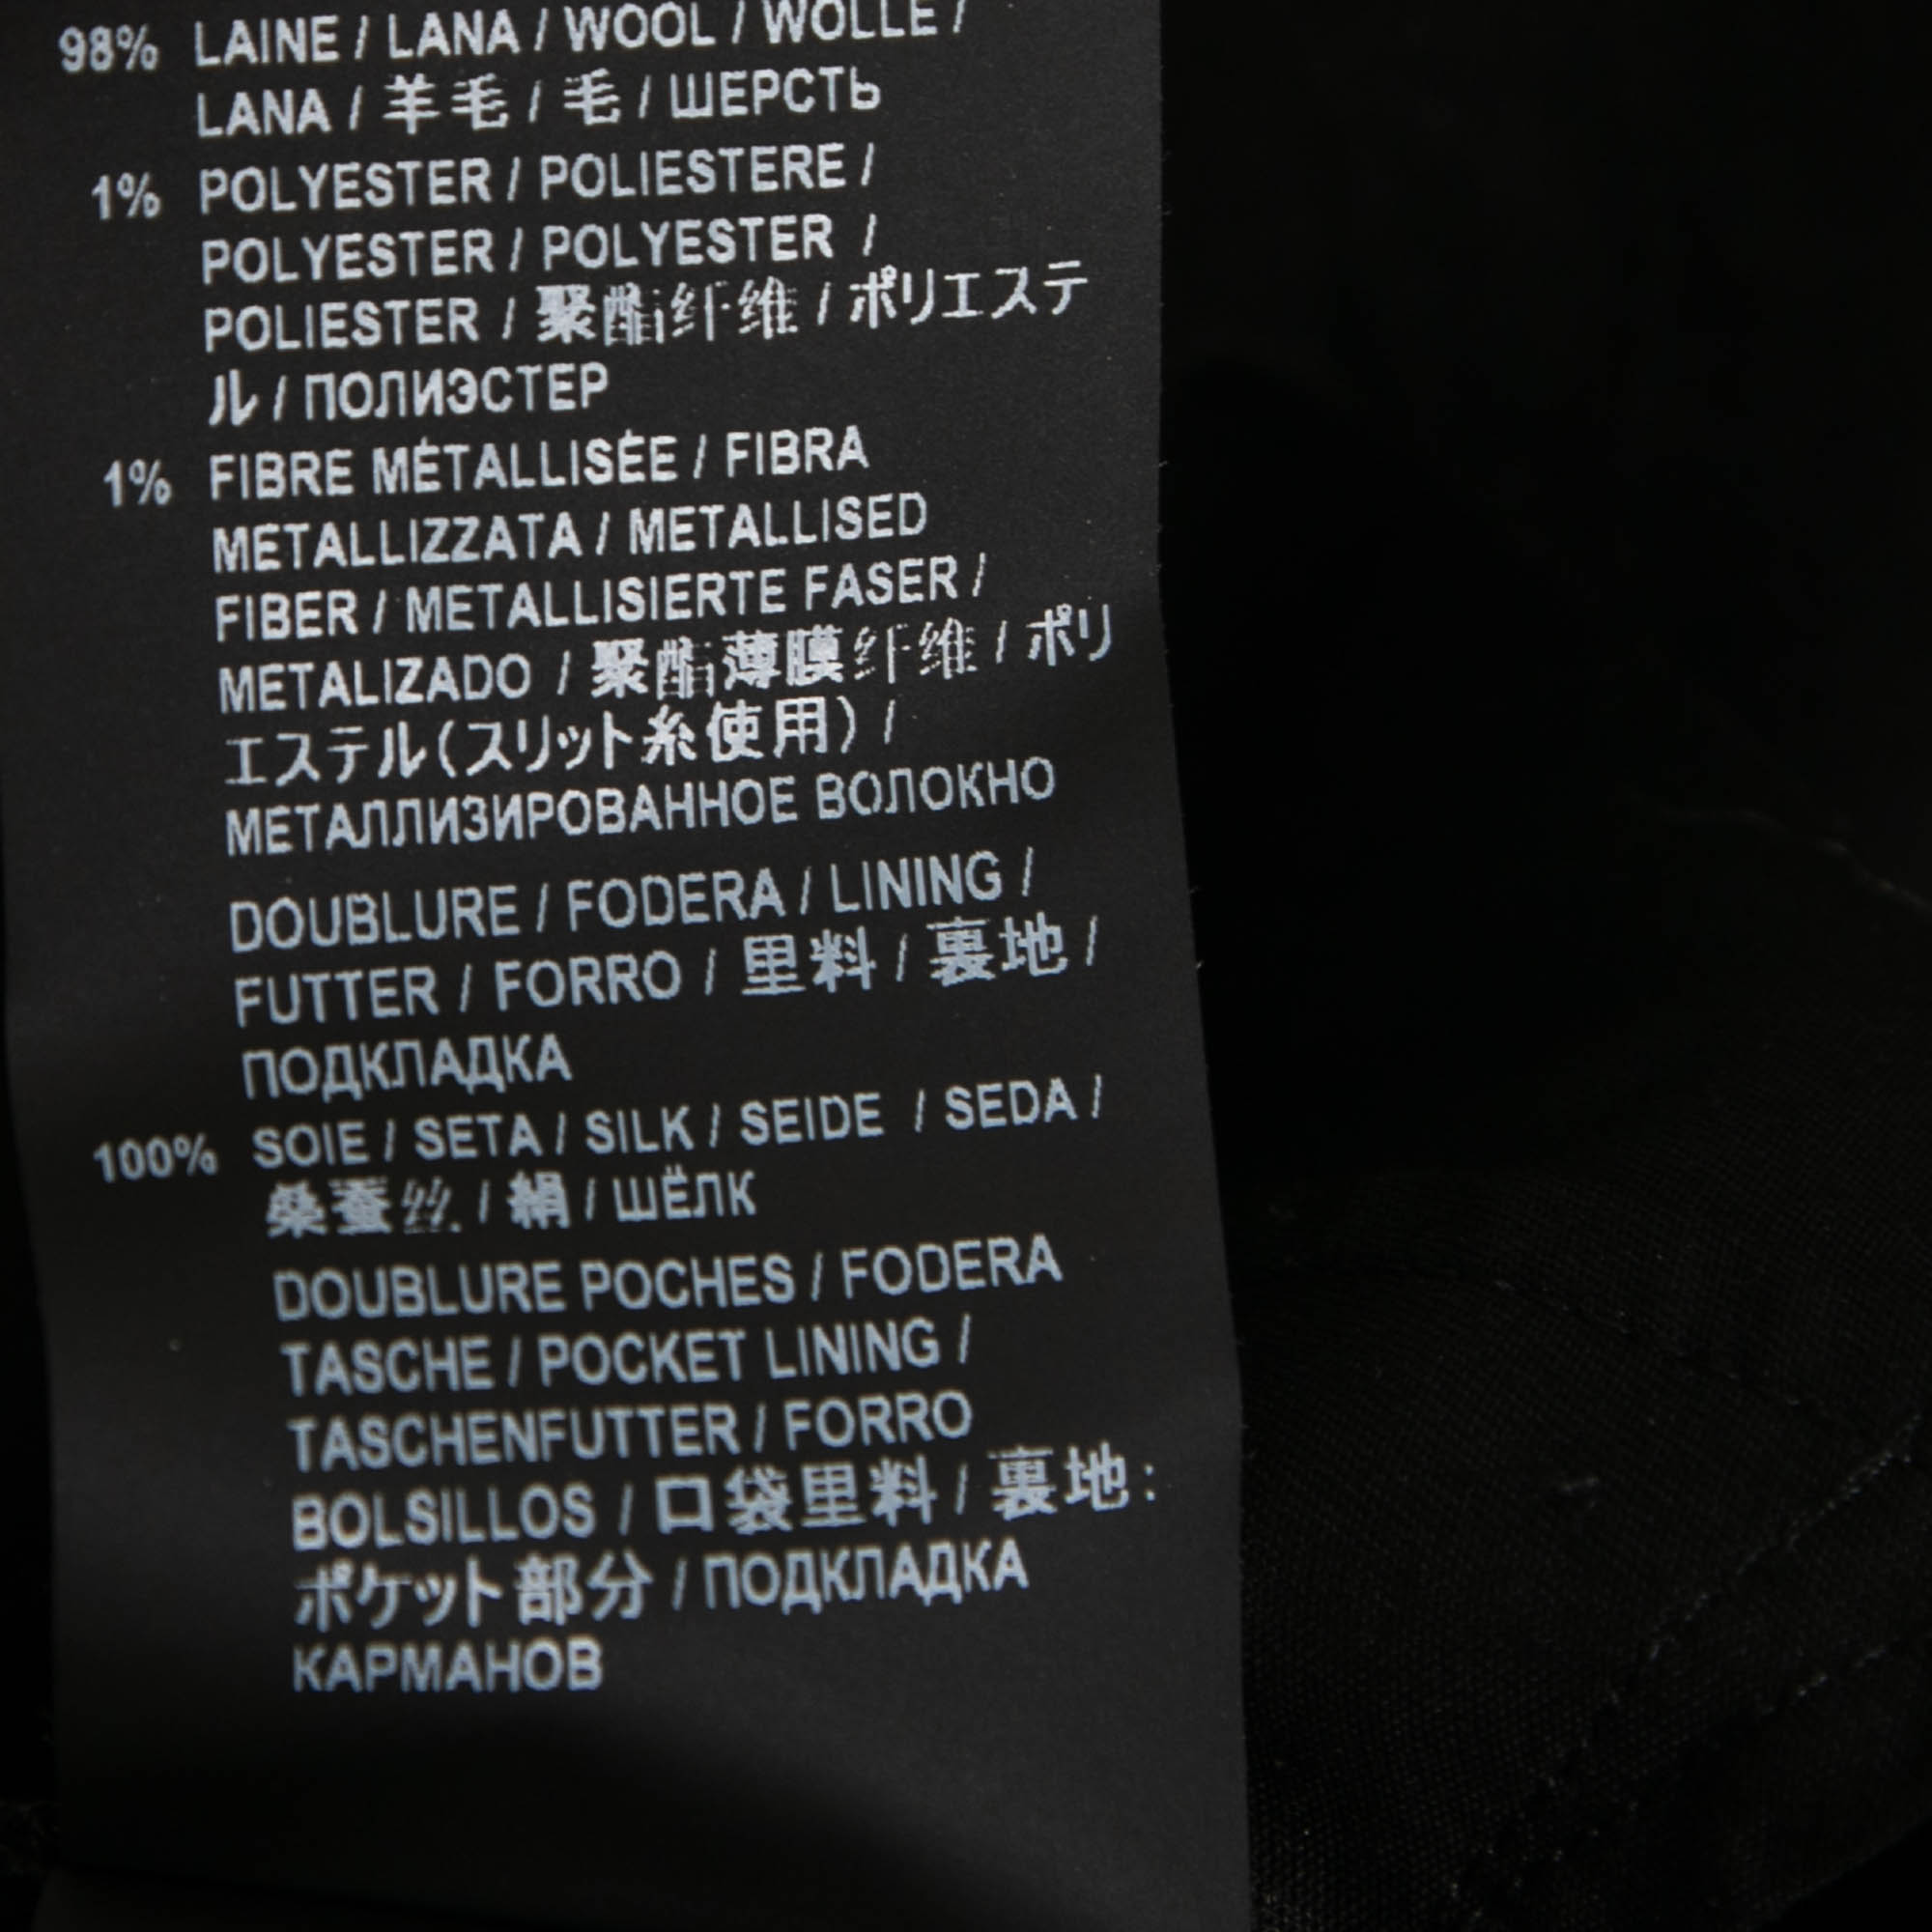 98% LAINE / LANA / WOOL / WOLLE /
LANA / 羊毛 / 毛 / ШЕРСТЬ
1% POLYESTER / POLIESTERE /
POLYESTER / POLYESTER /
POLIESTER / 聚酯纤维 / ポリエステ
ル / ПОЛИЭСТЕР
1% FIBRE MÉTALLISÉE / FIBRA
METALLIZZATA / METALLISED
FIBER / METALLISIERTE FASER /
METALIZADO / 聚酯薄膜纤维 / ポリ
エステル(スリット糸使用) /
МЕТАЛЛИЗИРОВАННОЕ ВОЛОКНО
DOUBLURE / FODERA / LINING /
FUTTER / FORRO / 里料 / 裏地 /
ПОДКЛАДКА
100% SOIE / SETA / SILK / SEIDE / SEDA /
桑蚕丝 / 絹 / ШЁЛК
DOUBLURE POCHES / FODERA
TASCHE / POCKET LINING /
TASCHENFUTTER / FORRO
BOLSILLOS / 口袋里料 / 裏地:
ポケット部分 / ПОДКЛАДКА
КАРМАНОВ